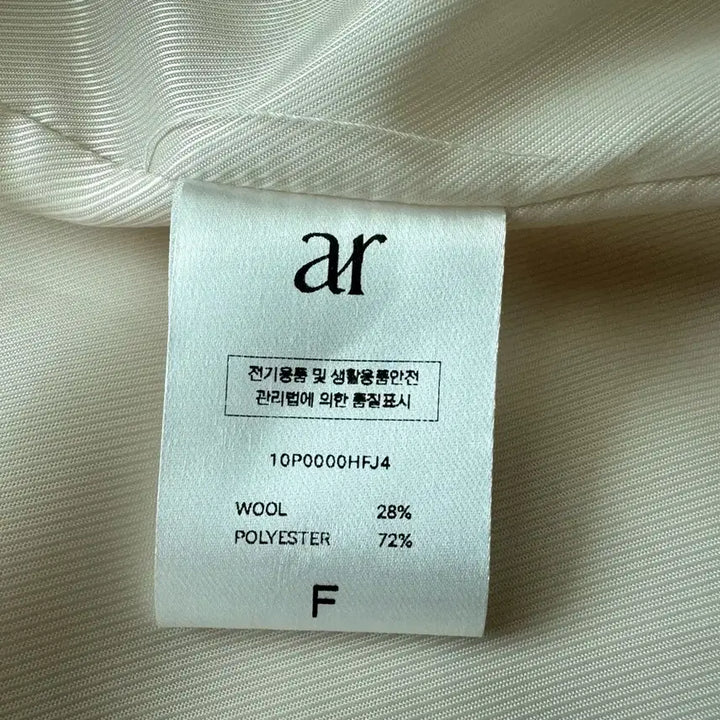 ar
전기용품 및 생활용품안전
관리법에 의한 품질표시
10P0000HFJ4
WOOL 28%
POLYESTER 72%
F